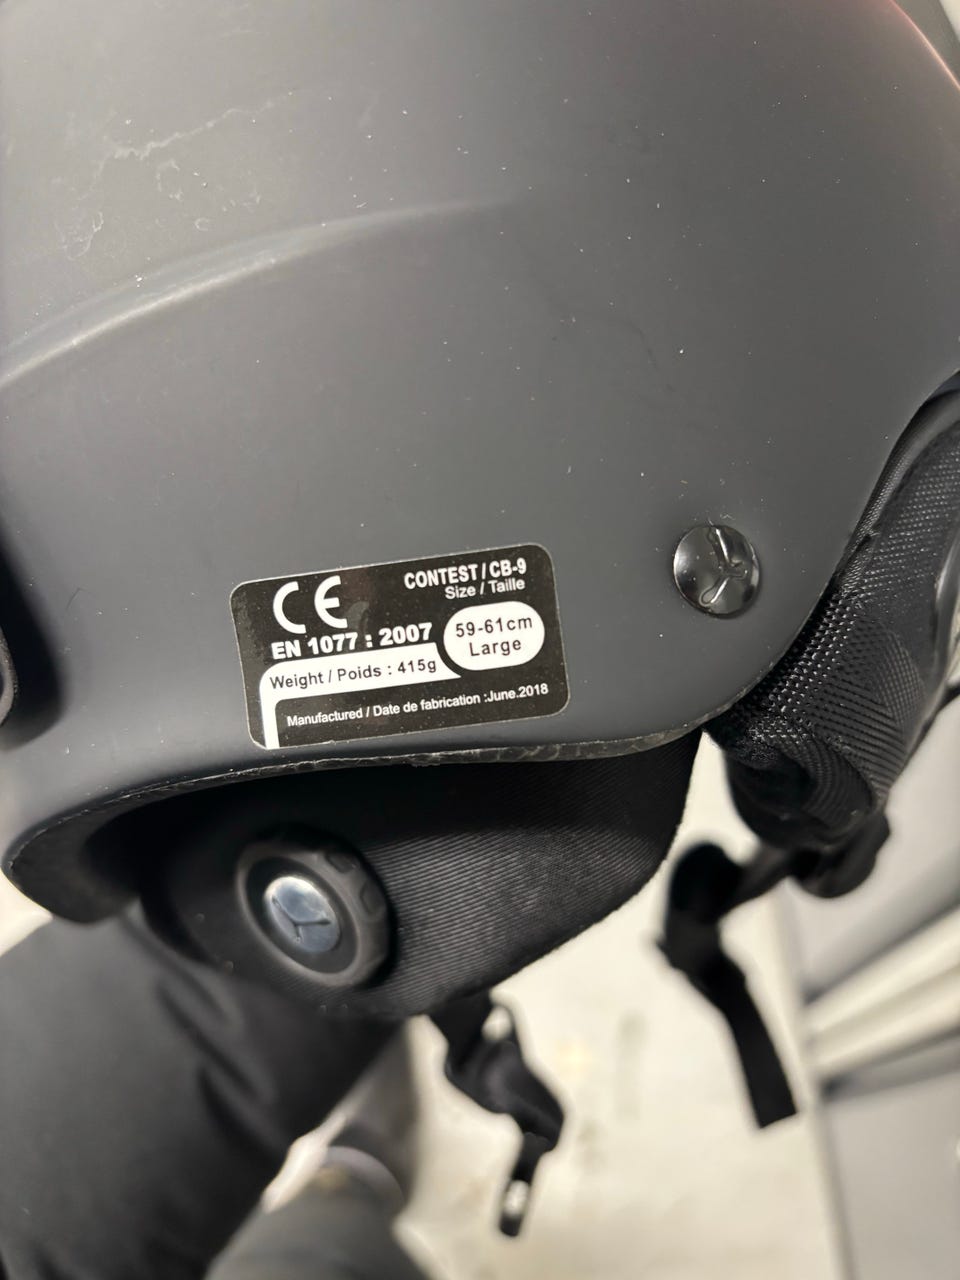 CE
CONTEST / CB-9
Size / Taille
EN 1077 : 2007
59-61cm
Large
Weight / Poids : 415g
Manufactured / Date de fabrication :June.2018